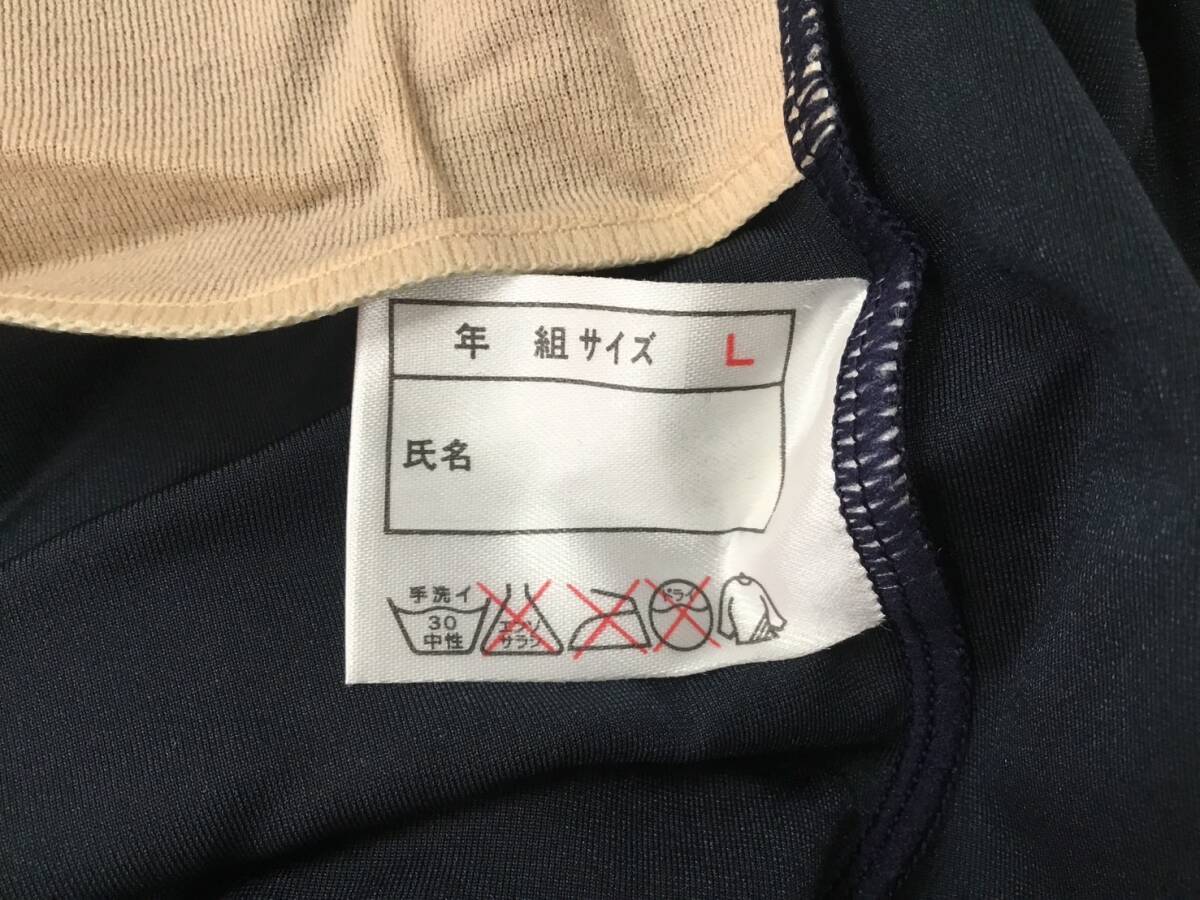 年 組 サイズ L
氏名
手洗イ
30
中性
エンソ
サラシ
ドライ